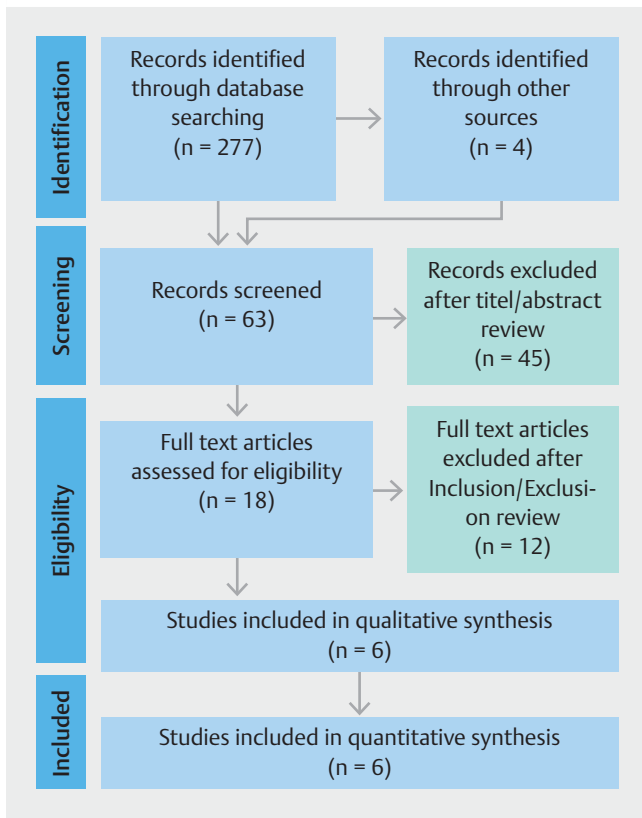 Identification
Records identified
through database
searching
(n = 277)
Records identified
through other
sources
(n = 4)
Screening
Records screened
(n = 63)
Records excluded
after titel/abstract
review
(n = 45)
Eligibility
Full text articles
assessed for eligibility
(n = 18)
Full text articles
excluded after
Inclusion/Exclusi-
on review
(n = 12)
Studies included in qualitative synthesis
(n = 6)
Included
Studies included in quantitative synthesis
(n = 6)